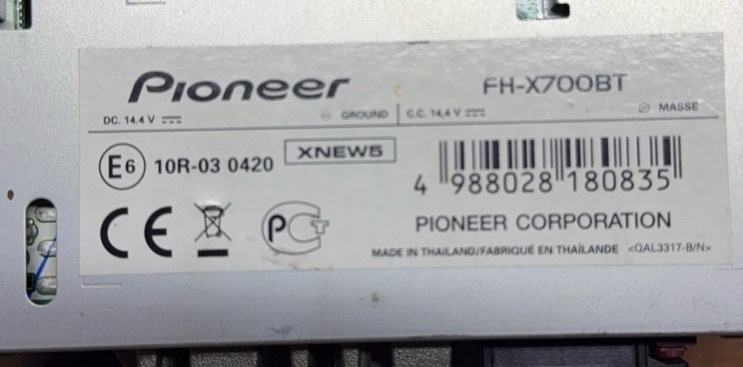 Pioneer
FH-X700BT
DC. 14,4 V ⎓ ⊖ GROUND | C.C. 14,4 V ⎓ ⊖ MASSE
E6 10R-03 0420
XNEW5
4 988028 180835
CE PCT
PIONEER CORPORATION
MADE IN THAILAND/FABRIQUÉ EN THAÏLANDE <QAL3317-B/N>